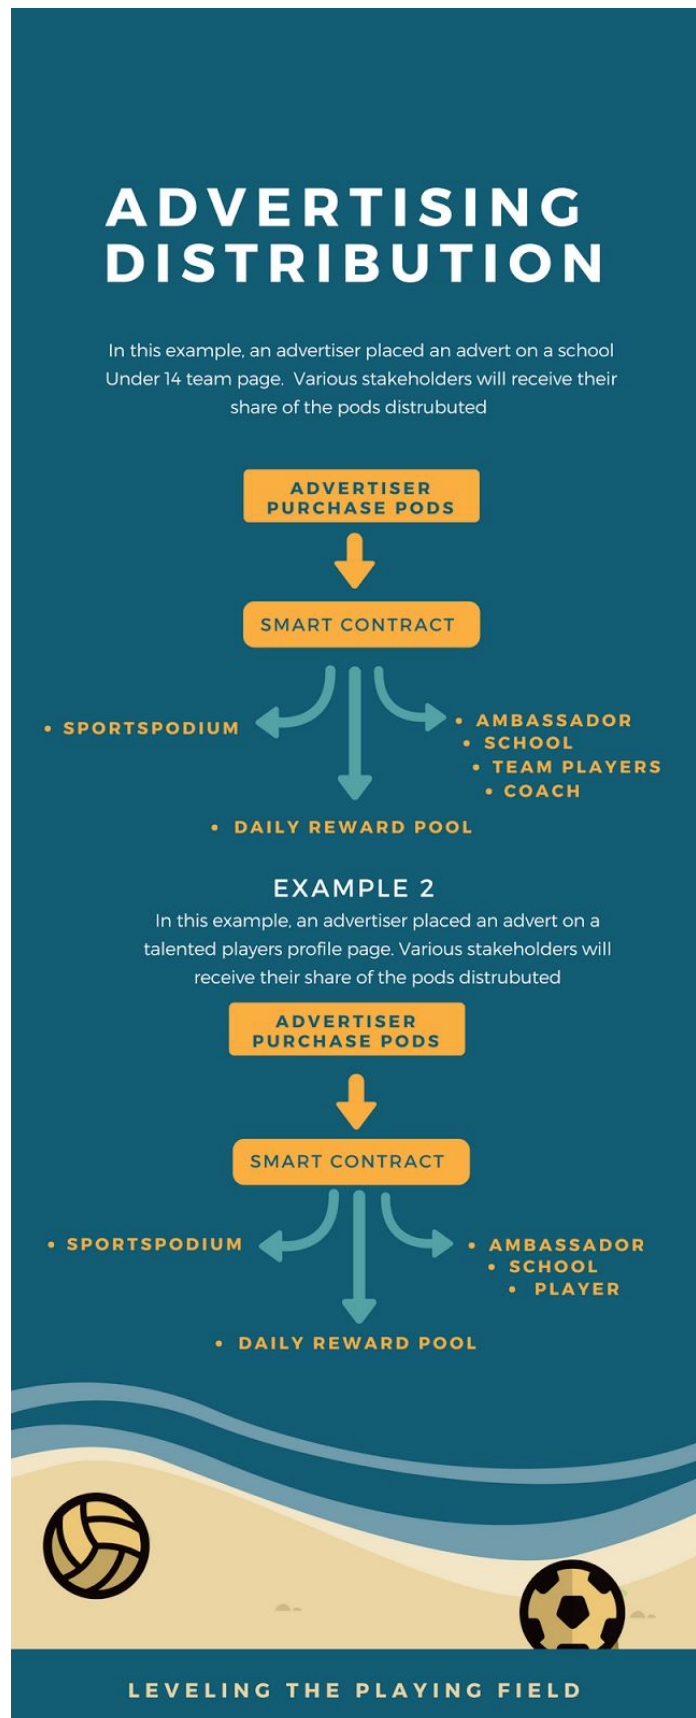 ADVERTISING
DISTRIBUTION
In this example, an advertiser placed an advert on a school
Under 14 team page.  Various stakeholders will receive their
share of the pods distrubuted
ADVERTISER
PURCHASE PODS
SMART CONTRACT
• SPORTSPODIUM
• AMBASSADOR
• SCHOOL
• TEAM PLAYERS
• COACH
• DAILY REWARD POOL
EXAMPLE 2
In this example, an advertiser placed an advert on a
talented players profile page. Various stakeholders will
receive their share of the pods distrubuted
ADVERTISER
PURCHASE PODS
SMART CONTRACT
• SPORTSPODIUM
• AMBASSADOR
• SCHOOL
• PLAYER
• DAILY REWARD POOL
LEVELING THE PLAYING FIELD